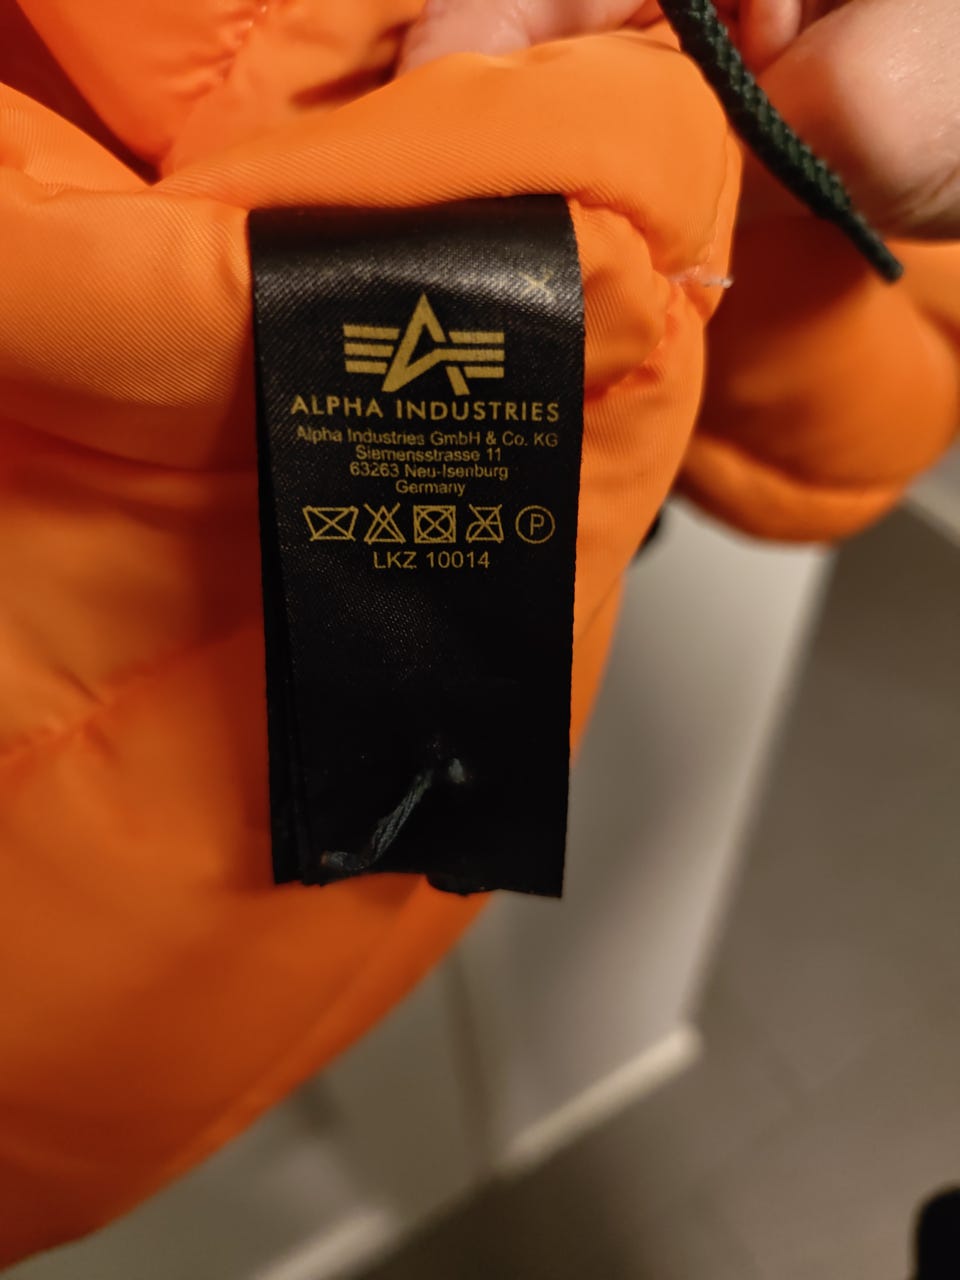 ALPHA INDUSTRIES
Alpha Industries GmbH & Co. KG
Siemensstrasse 11
63263 Neu-Isenburg
Germany
P
LKZ 10014